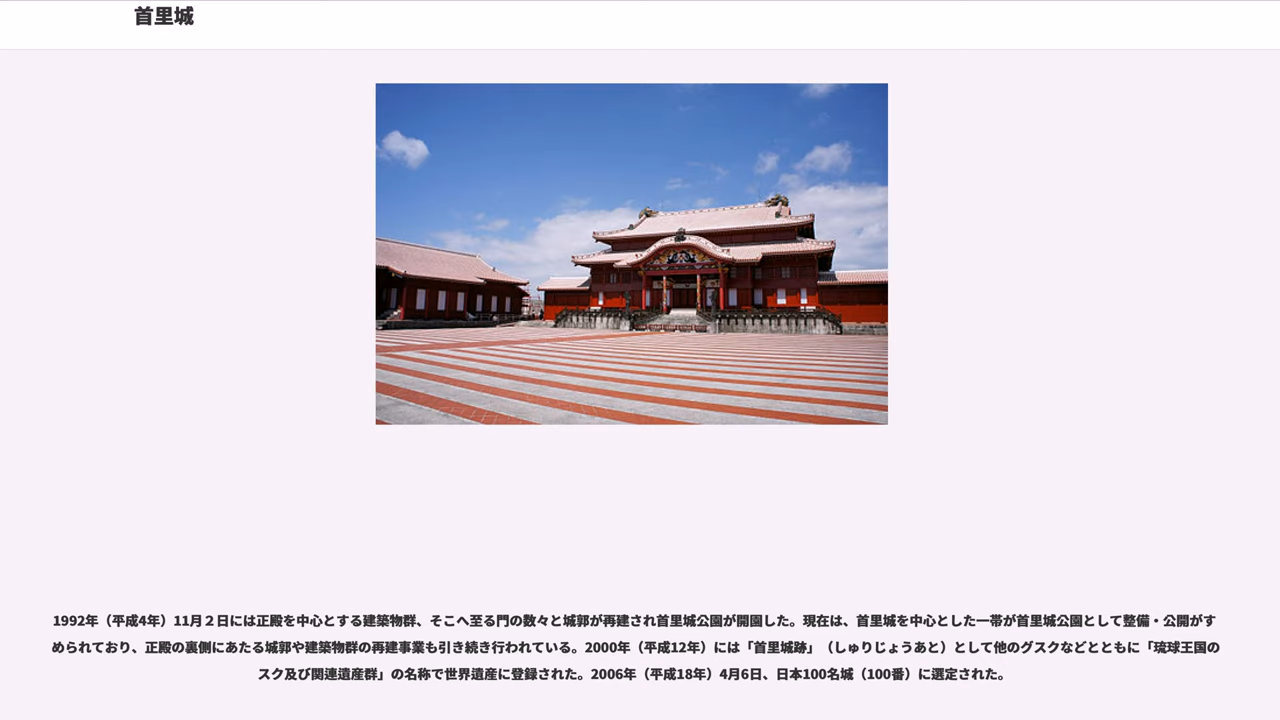 首里城
1992年（平成4年）11月２日には正殿を中心とする建築物群、そこへ至る門の数々と城郭が再建され首里城公園が開園した。現在は、首里城を中心とした一帯が首里城公園として整備・公開がす
められており、正殿の裏側にあたる城郭や建築物群の再建事業も引き続き行われている。2000年（平成12年）には「首里城跡」（しゅりじょうあと）として他のグスクなどとともに「琉球王国の
スク及び関連遺産群」の名称で世界遺産に登録された。2006年（平成18年）4月6日、日本100名城（100番）に選定された。